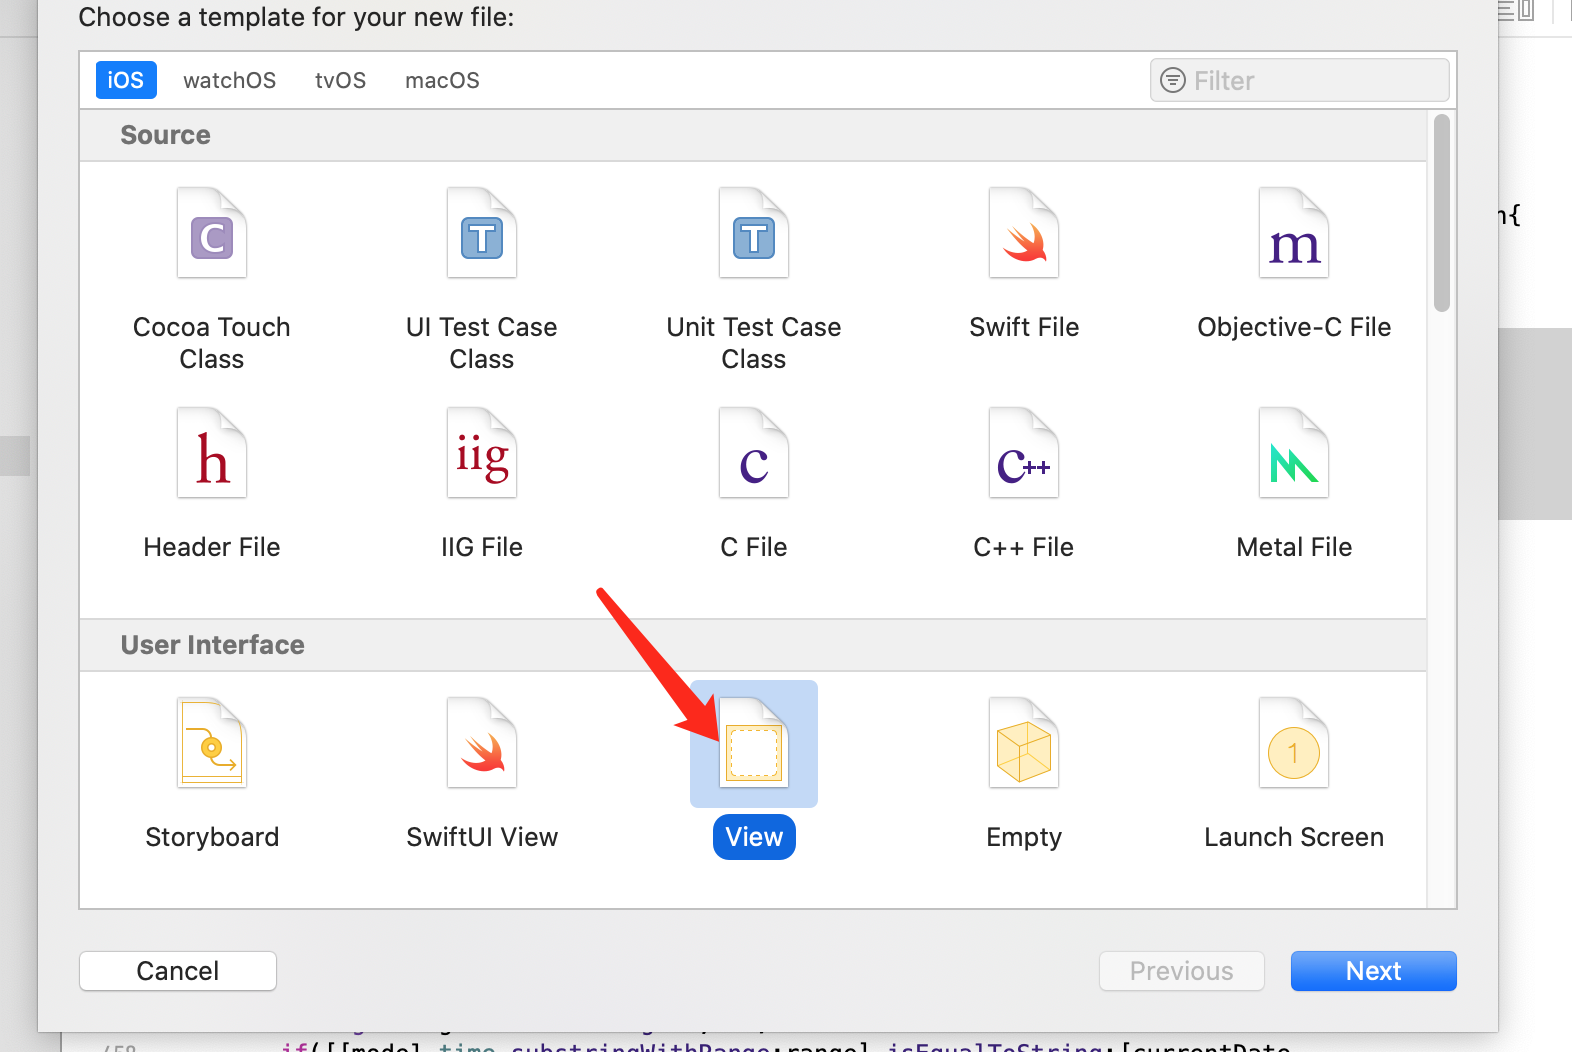 Choose a template for your new file:
iOS watchOS tvOS macOS Filter
Source
C T T m
Cocoa Touch Class
UI Test Case Class
Unit Test Case Class
Swift File
Objective-C File
n{
h iig c c++
Header File
IIG File
C File
C++ File
Metal File
User Interface
1
Storyboard
SwiftUI View
View
Empty
Launch Screen
Cancel Previous Next
if([[model.time substringWithRange:range] isEqualToString:[currentDate